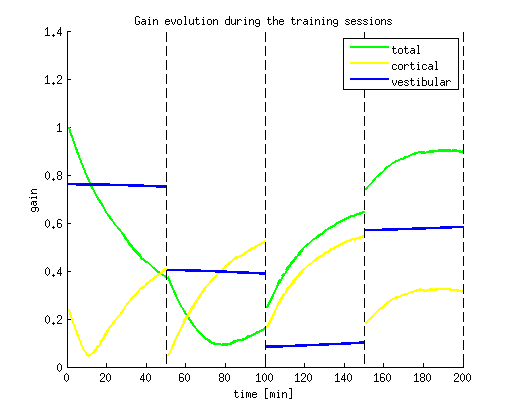 Gain evolution during the training sessions
1.4
1.2
1
0.8
0.6
0.4
0.2
0
gain
total
cortical
vestibular
0 20 40 60 80 100 120 140 160 180 200
time [min]